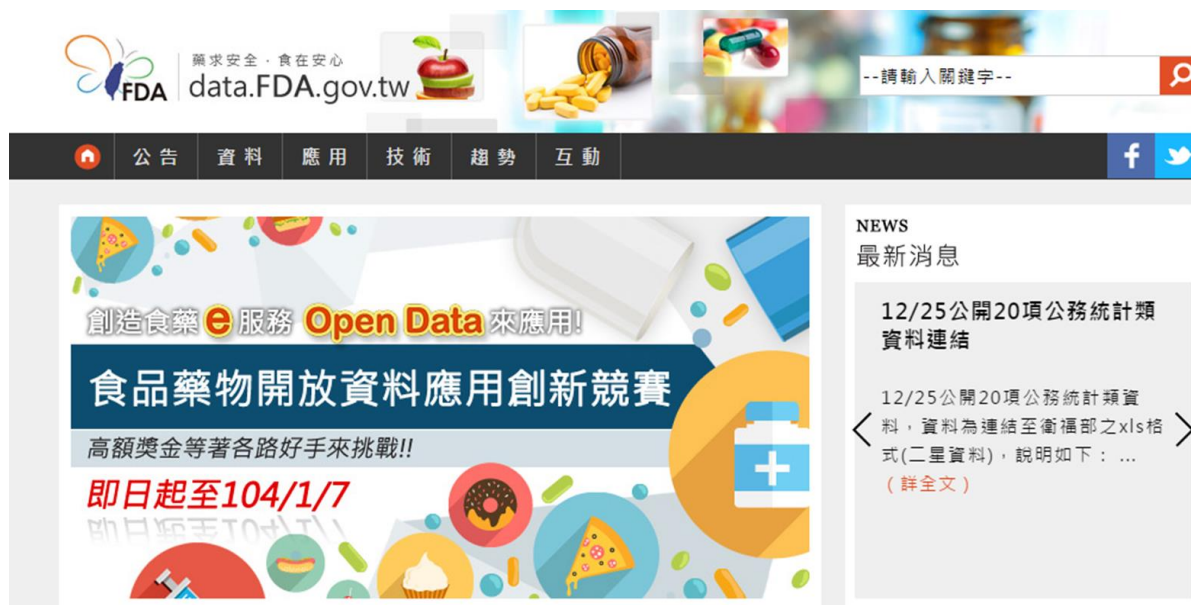 FDA
藥求安全·食在安心
data.FDA.gov.tw
--請輸入關鍵字--
公告 資料 應用 技術 趨勢 互動
f
創造食藥 e 服務 Open Data 來應用!
食品藥物開放資料應用創新競賽
高額獎金等著各路好手來挑戰!!
即日起至104/1/7
NEWS
最新消息
12/25公開20項公務統計類
資料連結
12/25公開20項公務統計類資
料，資料為連結至衛福部之xls格
式(二星資料)，說明如下： ...
(詳全文)